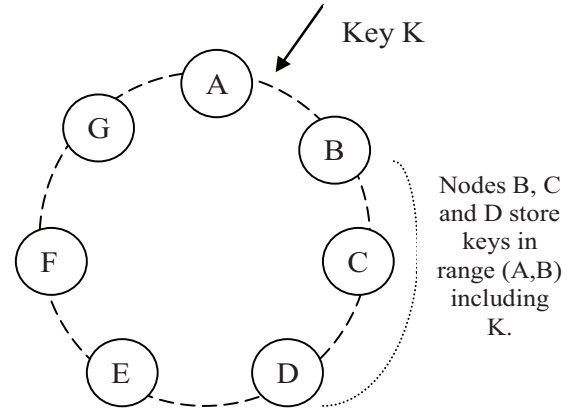 Key K
A
B
C
D
E
F
G
Nodes B, C
and D store
keys in
range (A,B)
including
K.